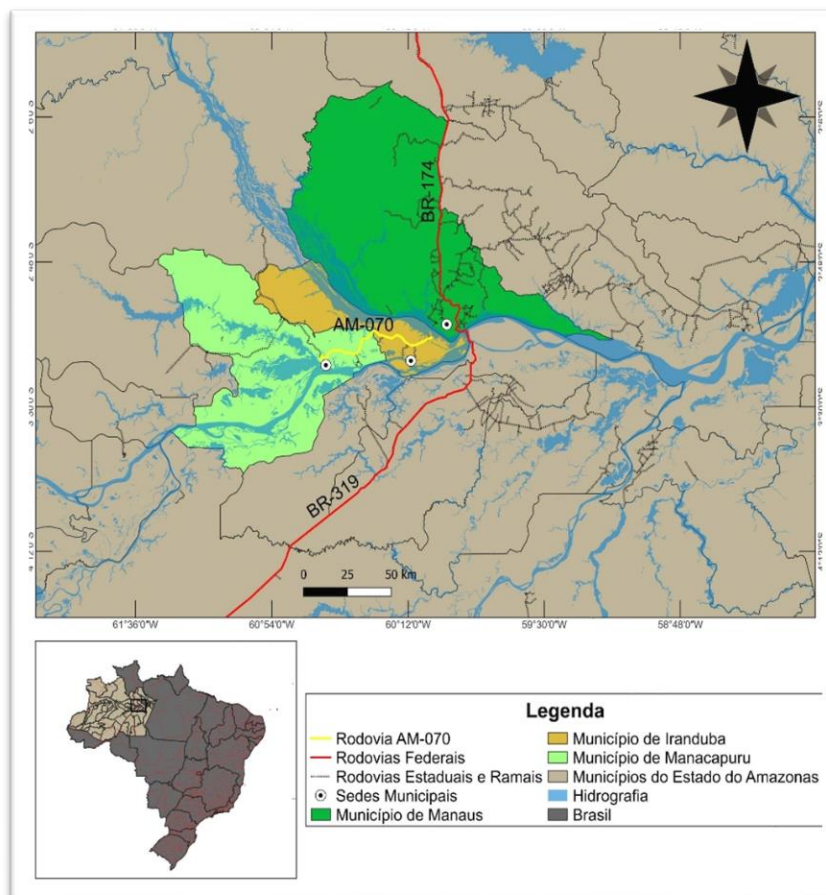 BR-174
AM-070
BR-319
0 25 50 km
61°36'0"W 60°54'0"W 60°12'0"W 59°30'0"W 58°48'0"W
Legenda
Rodovia AM-070
Rodovias Federais
Rodovias Estaduais e Ramais
Sedes Municipais
Município de Manaus
Município de Iranduba
Município de Manacapuru
Municípios do Estado do Amazonas
Hidrografia
Brasil